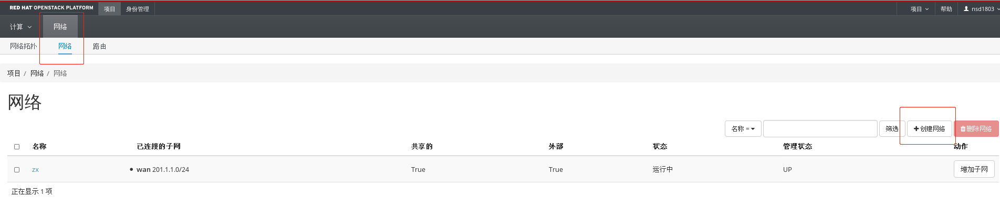 RED HAT OPENSTACK PLATFORM 项目 身份管理 项目 帮助 nsd1803
计算 网络
网络拓扑 网络 路由
项目 / 网络 / 网络
网络
名称 = 筛选 创建网络 删除网络
名称 已连接的子网 共享的 外部 状态 管理状态 动作
zx wan 201.1.1.0/24 True True 运行中 UP 增加子网
正在显示 1 项